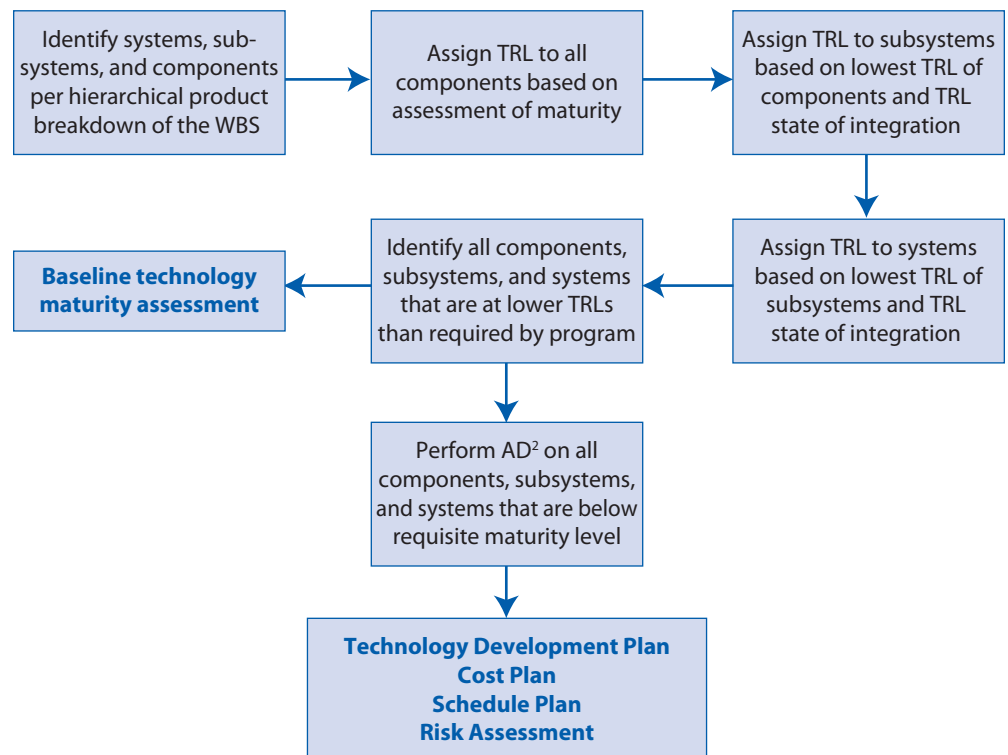 Identify systems, sub-
systems, and components
per hierarchical product
breakdown of the WBS
Assign TRL to all
components based on
assessment of maturity
Assign TRL to subsystems
based on lowest TRL of
components and TRL
state of integration
Assign TRL to systems
based on lowest TRL of
subsystems and TRL
state of integration
Identify all components,
subsystems, and systems
that are at lower TRLs
than required by program
Baseline technology
maturity assessment
Perform AD² on all
components, subsystems,
and systems that are below
requisite maturity level
Technology Development Plan
Cost Plan
Schedule Plan
Risk Assessment